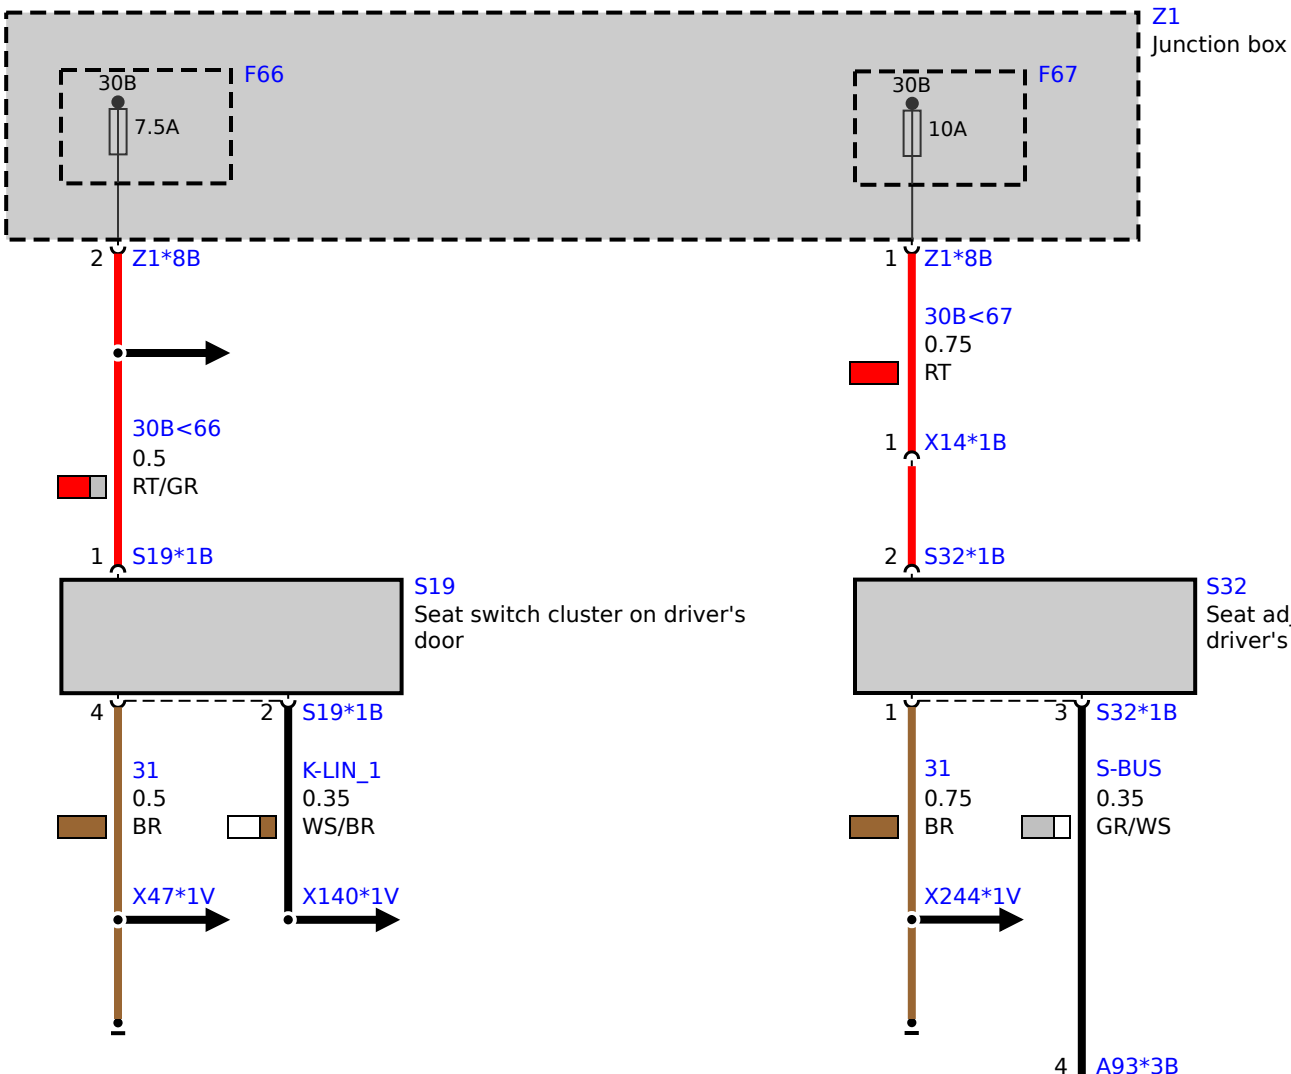 Z1
Junction box
F66
30B
7.5A
F67
30B
10A
2 Z1*8B
1 Z1*8B
30B<67
0.75
RT
30B<66
0.5
RT/GR
1 X14*1B
1 S19*1B
2 S32*1B
S19
Seat switch cluster on driver's
door
S32
Seat
driver's
4
2 S19*1B
1
3 S32*1B
31
0.5
BR
K-LIN_1
0.35
WS/BR
31
0.75
BR
S-BUS
0.35
GR/WS
X47*1V
X140*1V
X244*1V
4 A93*3B